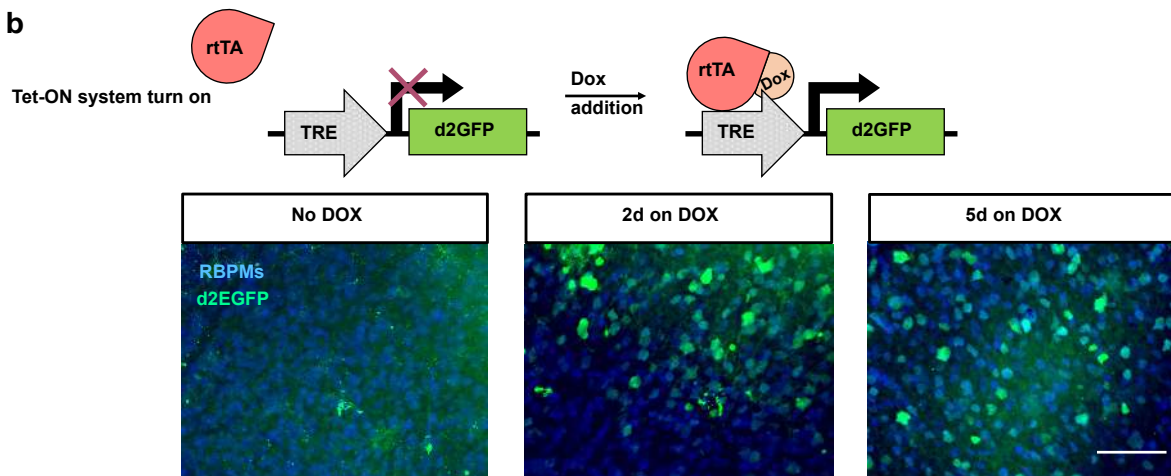 b
rtTA
Tet-ON system turn on
TRE
d2GFP
Dox
addition
rtTA
Dox
TRE
d2GFP
No DOX
2d on DOX
5d on DOX
RBPMs
d2EGFP